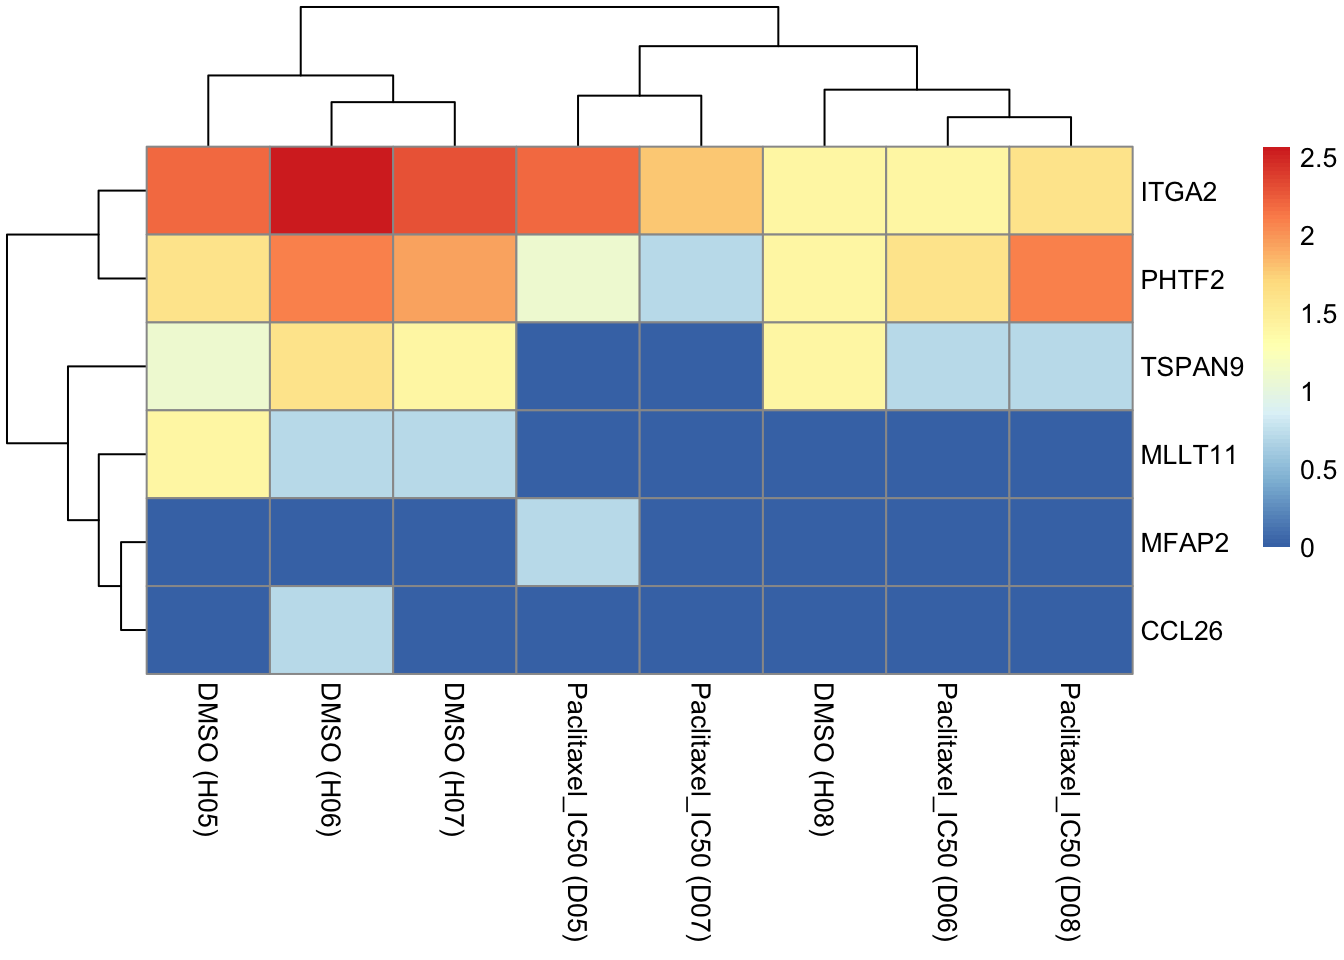 ITGA2
PHTF2
TSPAN9
MLLT11
MFAP2
CCL26
2.5
2
1.5
1
0.5
0
DMSO (H05)
DMSO (H06)
DMSO (H07)
Paclitaxel_IC50 (D05)
Paclitaxel_IC50 (D07)
DMSO (H08)
Paclitaxel_IC50 (D06)
Paclitaxel_IC50 (D08)